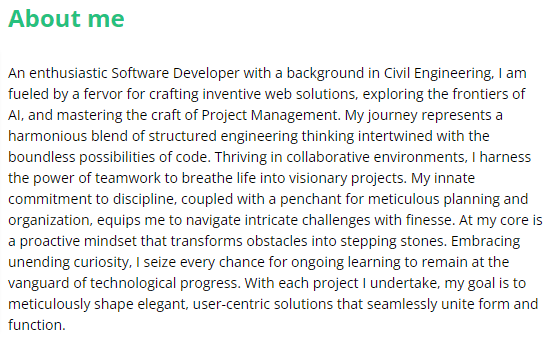 About me
An enthusiastic Software Developer with a background in Civil Engineering, I am
fueled by a fervor for crafting inventive web solutions, exploring the frontiers of
AI, and mastering the craft of Project Management. My journey represents a
harmonious blend of structured engineering thinking intertwined with the
boundless possibilities of code. Thriving in collaborative environments, I harness
the power of teamwork to breathe life into visionary projects. My innate
commitment to discipline, coupled with a penchant for meticulous planning and
organization, equips me to navigate intricate challenges with finesse. At my core is
a proactive mindset that transforms obstacles into stepping stones. Embracing
unending curiosity, I seize every chance for ongoing learning to remain at the
vanguard of technological progress. With each project I undertake, my goal is to
meticulously shape elegant, user-centric solutions that seamlessly unite form and
function.